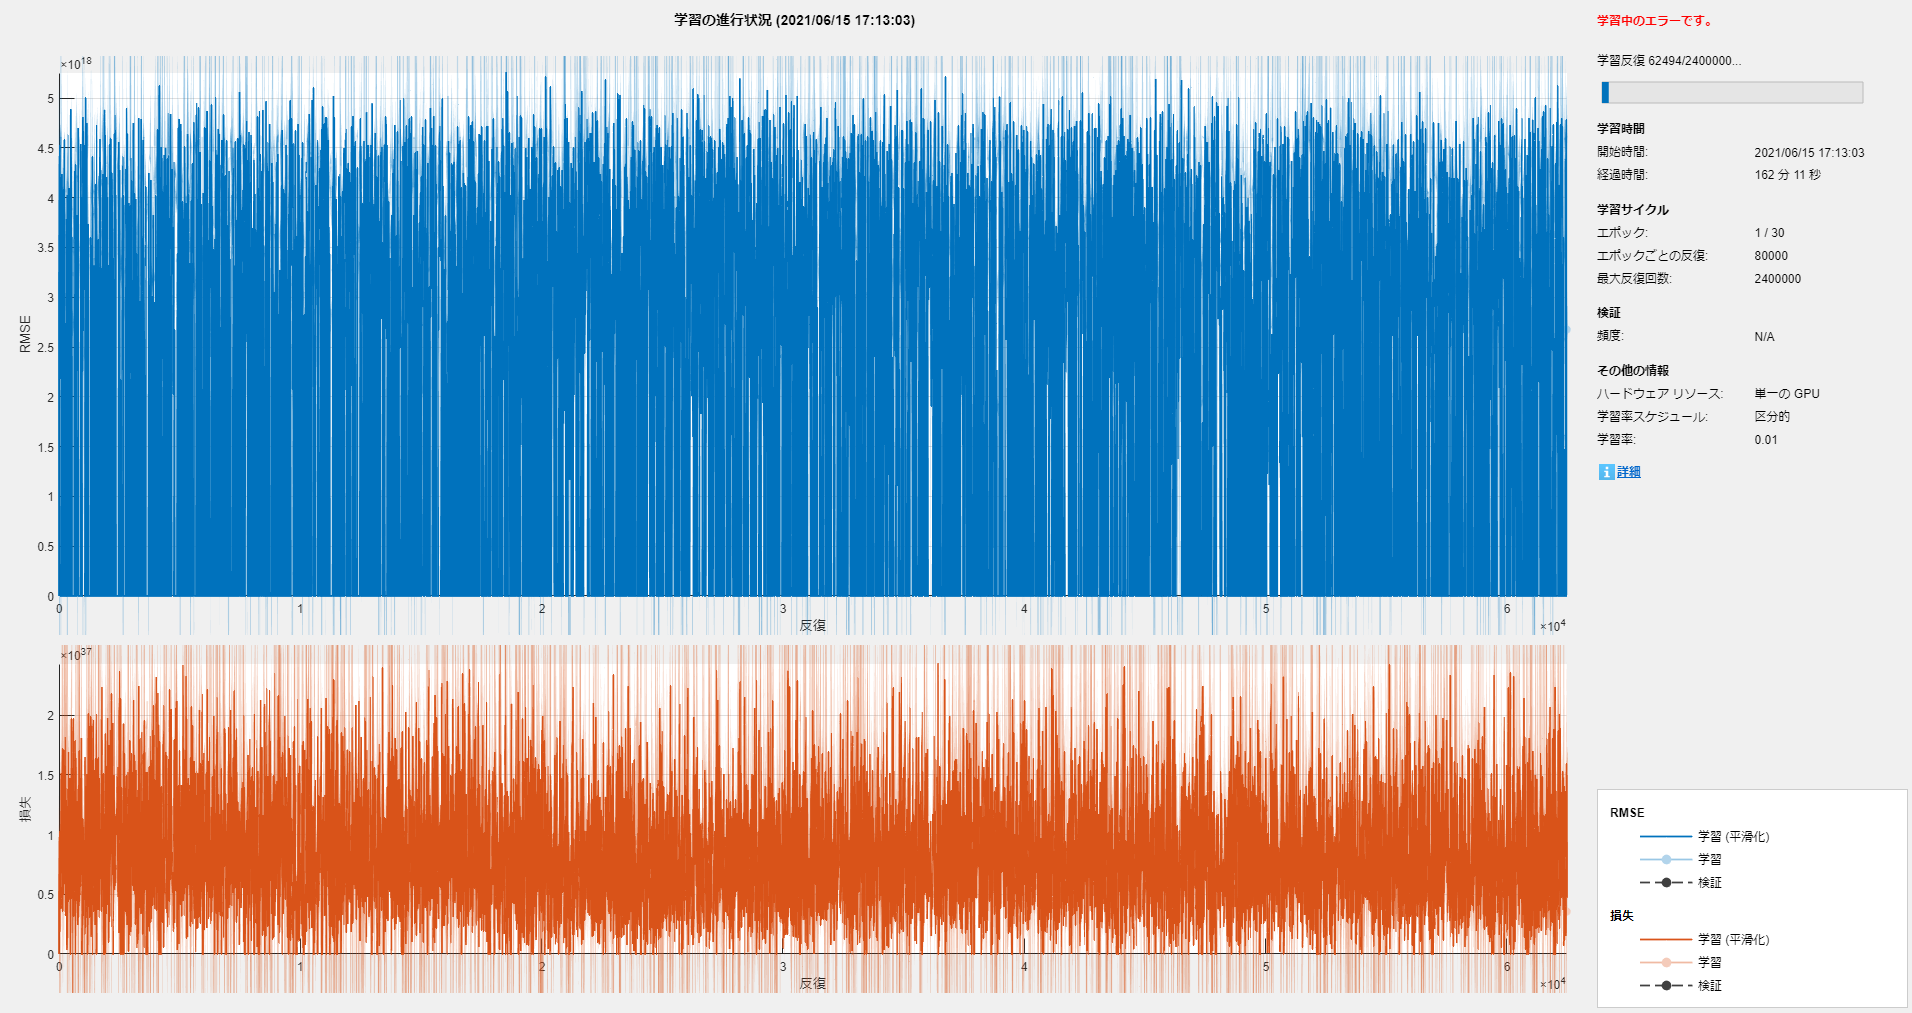 学習の進行状況 (2021/06/15 17:13:03)
×10^18
5
4.5
4
3.5
3
2.5
2
1.5
1
0.5
0
RMSE
0 1 2 3 4 5 6
反復
×10^4
×10^37
2
1.5
1
0.5
0
損失
0 1 2 3 4 5 6
反復
×10^4
学習中のエラーです。
学習反復 62494/2400000...
学習時間
開始時間: 2021/06/15 17:13:03
経過時間: 162 分 11 秒
学習サイクル
エポック: 1 / 30
エポックごとの反復: 80000
最大反復回数: 2400000
検証
頻度: N/A
その他の情報
ハードウェア リソース: 単一の GPU
学習率スケジュール: 区分的
学習率: 0.01
i 詳細
RMSE
学習 (平滑化)
学習
検証
損失
学習 (平滑化)
学習
検証